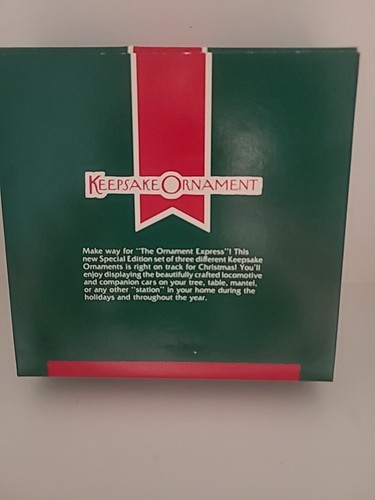 KEEPSAKE ORNAMENT
Make way for "The Ornament Express"! This
new Special Edition set of three different Keepsake
Ornaments is right on track for Christmas! You'll
enjoy displaying the beautifully crafted locomotive
and companion cars on your tree, table, mantel,
or any other "station" in your home during the
holidays and throughout the year.